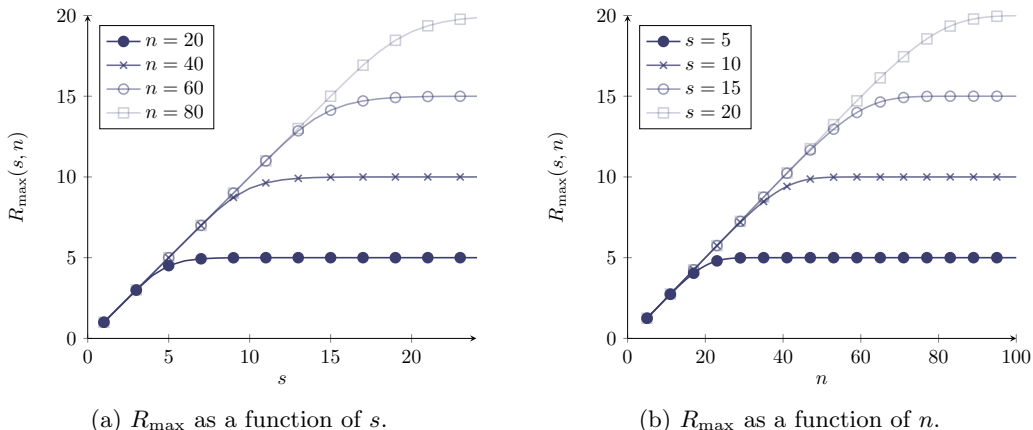 20
15
10
5
0
R_max(s, n)
n = 20
n = 40
n = 60
n = 80
0 5 10 15 20
s
(a) R_max as a function of s.
20
15
10
5
0
R_max(s, n)
s = 5
s = 10
s = 15
s = 20
0 20 40 60 80 100
n
(b) R_max as a function of n.